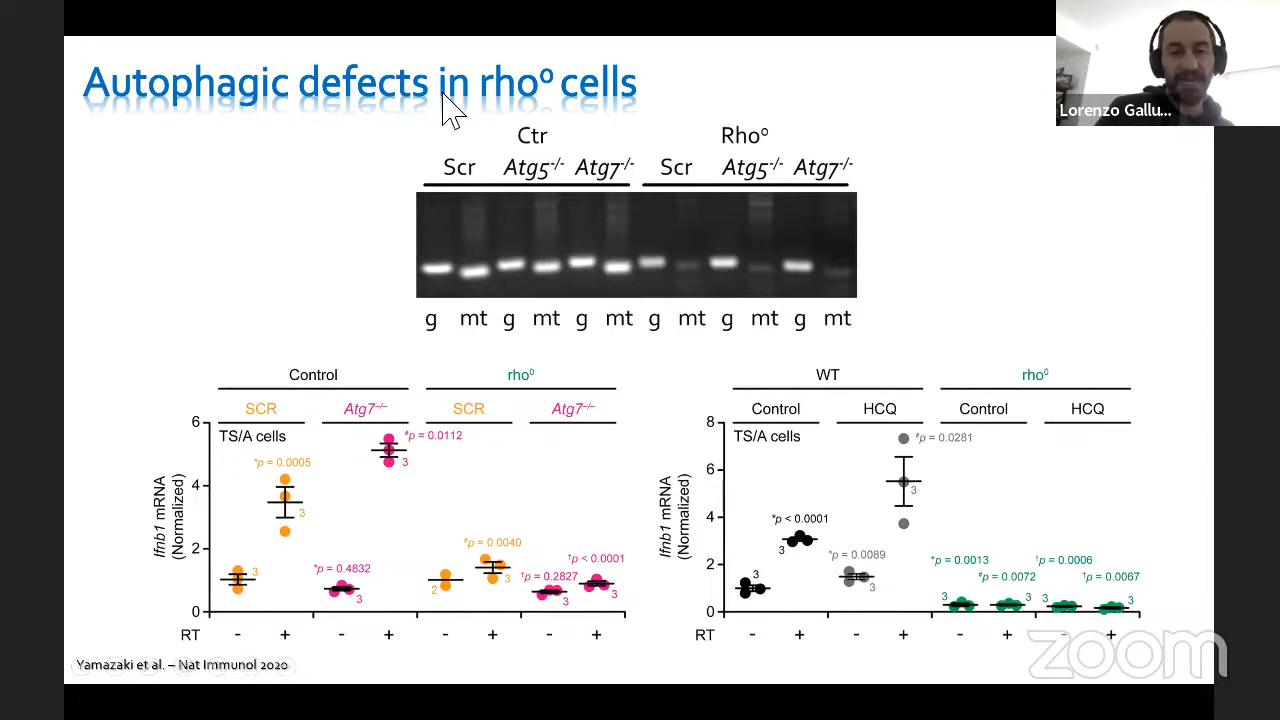 Autophagic defects in rho⁰ cells
Lorenzo Gallu...
Ctr Rho⁰
Scr Atg5⁻/⁻ Atg7⁻/⁻ Scr Atg5⁻/⁻ Atg7⁻/⁻
g mt g mt g mt g mt g mt g mt
Control rho⁰
SCR Atg7⁻/⁻ SCR Atg7⁻/⁻
TS/A cells
Ifnb1 mRNA
(Normalized)
6
4
2
0
*p = 0.0005
#p = 0.0112
*p = 0.4832
#p = 0.0040
†p = 0.2827
†p < 0.0001
3 3 3 3 2 3 3 3
RT - + - + - + - +
WT rho⁰
Control HCQ Control HCQ
TS/A cells
Ifnb1 mRNA
(Normalized)
8
6
4
2
0
*p < 0.0001
#p = 0.0281
*p = 0.0089
*p = 0.0013
#p = 0.0072
†p = 0.0006
†p = 0.0067
3 3 3 3 3 3 3 3
RT - + - + - + - +
Yamazaki et al. – Nat Immunol 2020
zoom